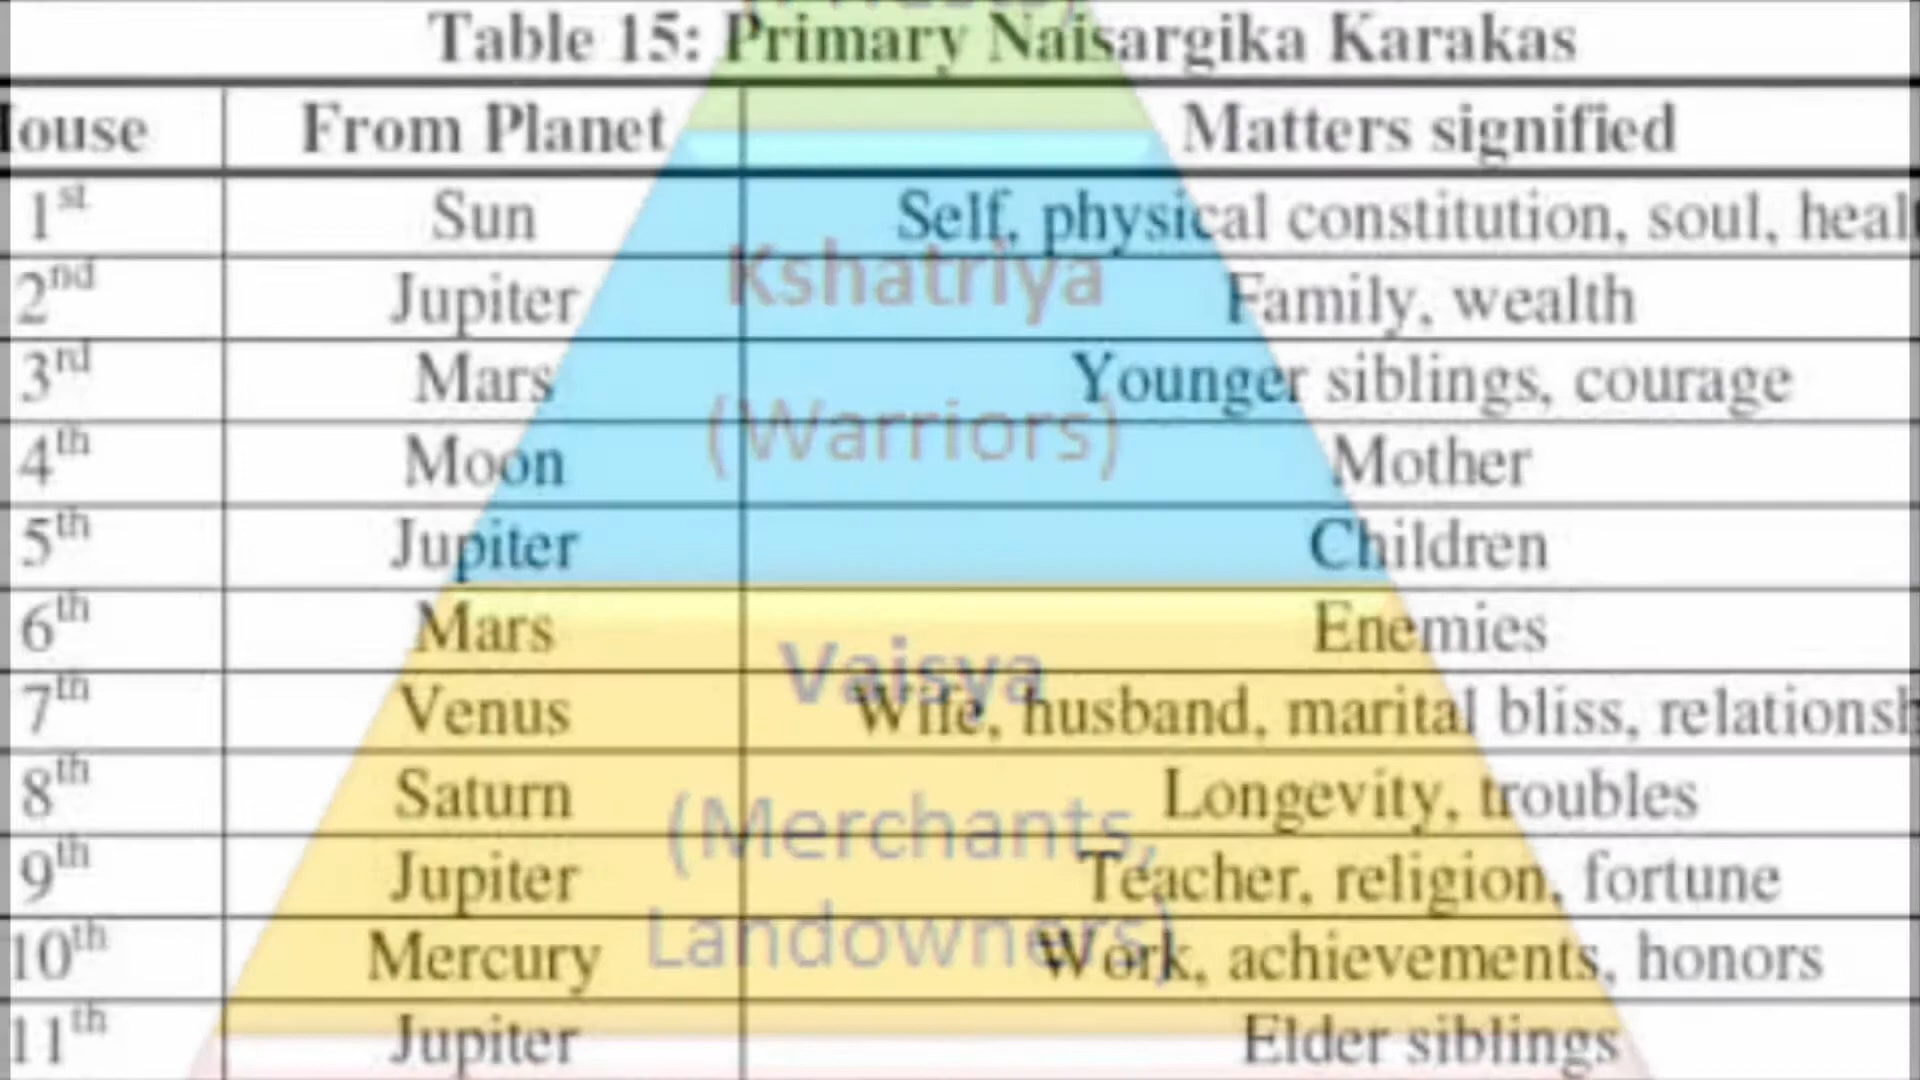 Table 15: Primary Naisargika Karakas
House From Planet Matters signified
1st Sun Self, physical constitution, soul,
2nd Jupiter Family, wealth
3rd Mars Younger siblings, courage
4th Moon Mother
5th Jupiter Children
6th Mars Enemies
7th Venus Wife, husband, marital bliss,
8th Saturn Longevity, troubles
9th Jupiter Teacher, religion, fortune
10th Mercury Work, achievements, honors
11th Jupiter Elder siblings
Kshatriya
(Warriors)
Vaisya
(Merchants,
Landowners)